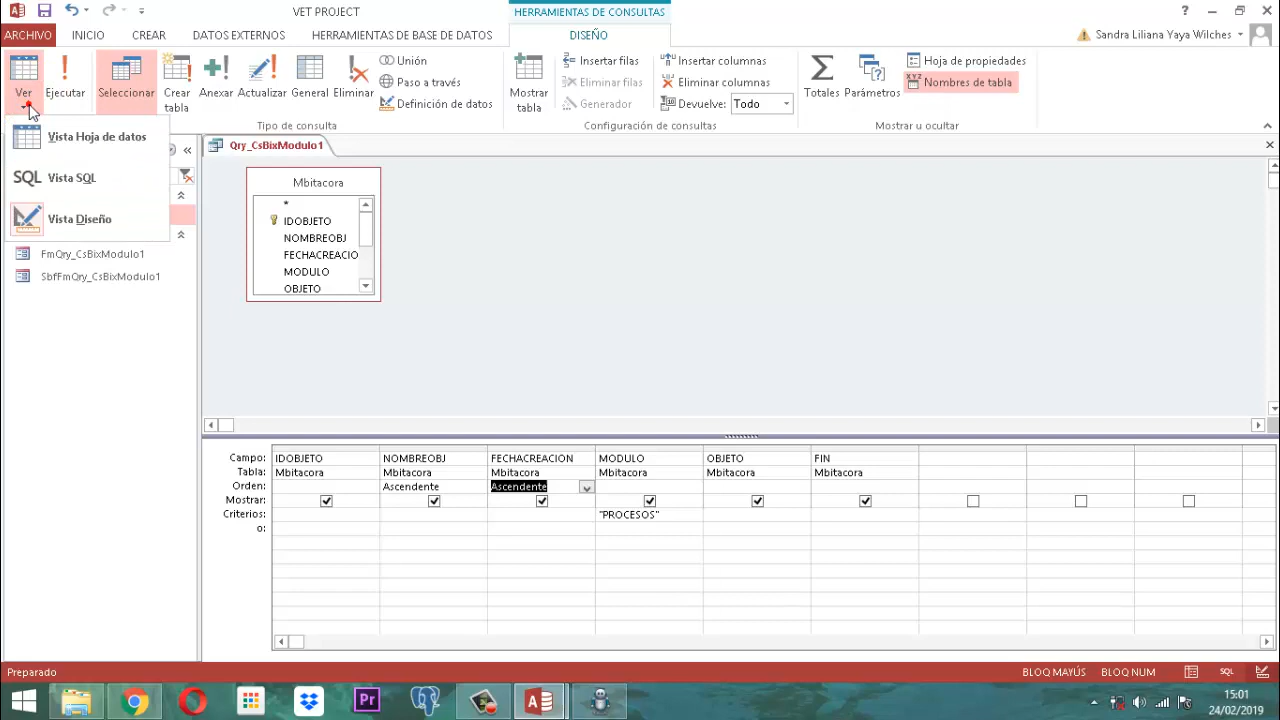 VET PROJECT
HERRAMIENTAS DE CONSULTAS
?
ARCHIVO INICIO CREAR DATOS EXTERNOS HERRAMIENTAS DE BASE DE DATOS DISEÑO
Sandra Liliana Yaya Wilches
Ver Ejecutar Seleccionar Crear tabla Anexar Actualizar General Eliminar
Unión
Paso a través
Definición de datos
Tipo de consulta
Mostrar tabla
Insertar filas
Eliminar filas
Generador
Insertar columnas
Eliminar columnas
Devuelve: Todo
Configuración de consulta
Totales Parámetros
Hoja de propiedades
XYZ Nombres de tabla
Mostrar u ocultar
Vista Hoja de datos
SQL Vista SQL
Vista Diseño
FmQry_CsBixModulo1
SbfFmQry_CsBixModulo1
Qry_CsBixModulo1
Mbitacora
*
IDOBJETO
NOMBREOBJ
FECHACREACIO
MODULO
OBJETO
Campo: IDOBJETO NOMBREOBJ FECHACREACION MODULO OBJETO FIN
Tabla: Mbitacora Mbitacora Mbitacora Mbitacora Mbitacora Mbitacora
Orden: Ascendente Ascendente
Mostrar:
Criterios: "PROCESOS"
o:
Preparado
BLOQ MAYÚS BLOQ NUM SQL
Pr
15:01
24/02/2019